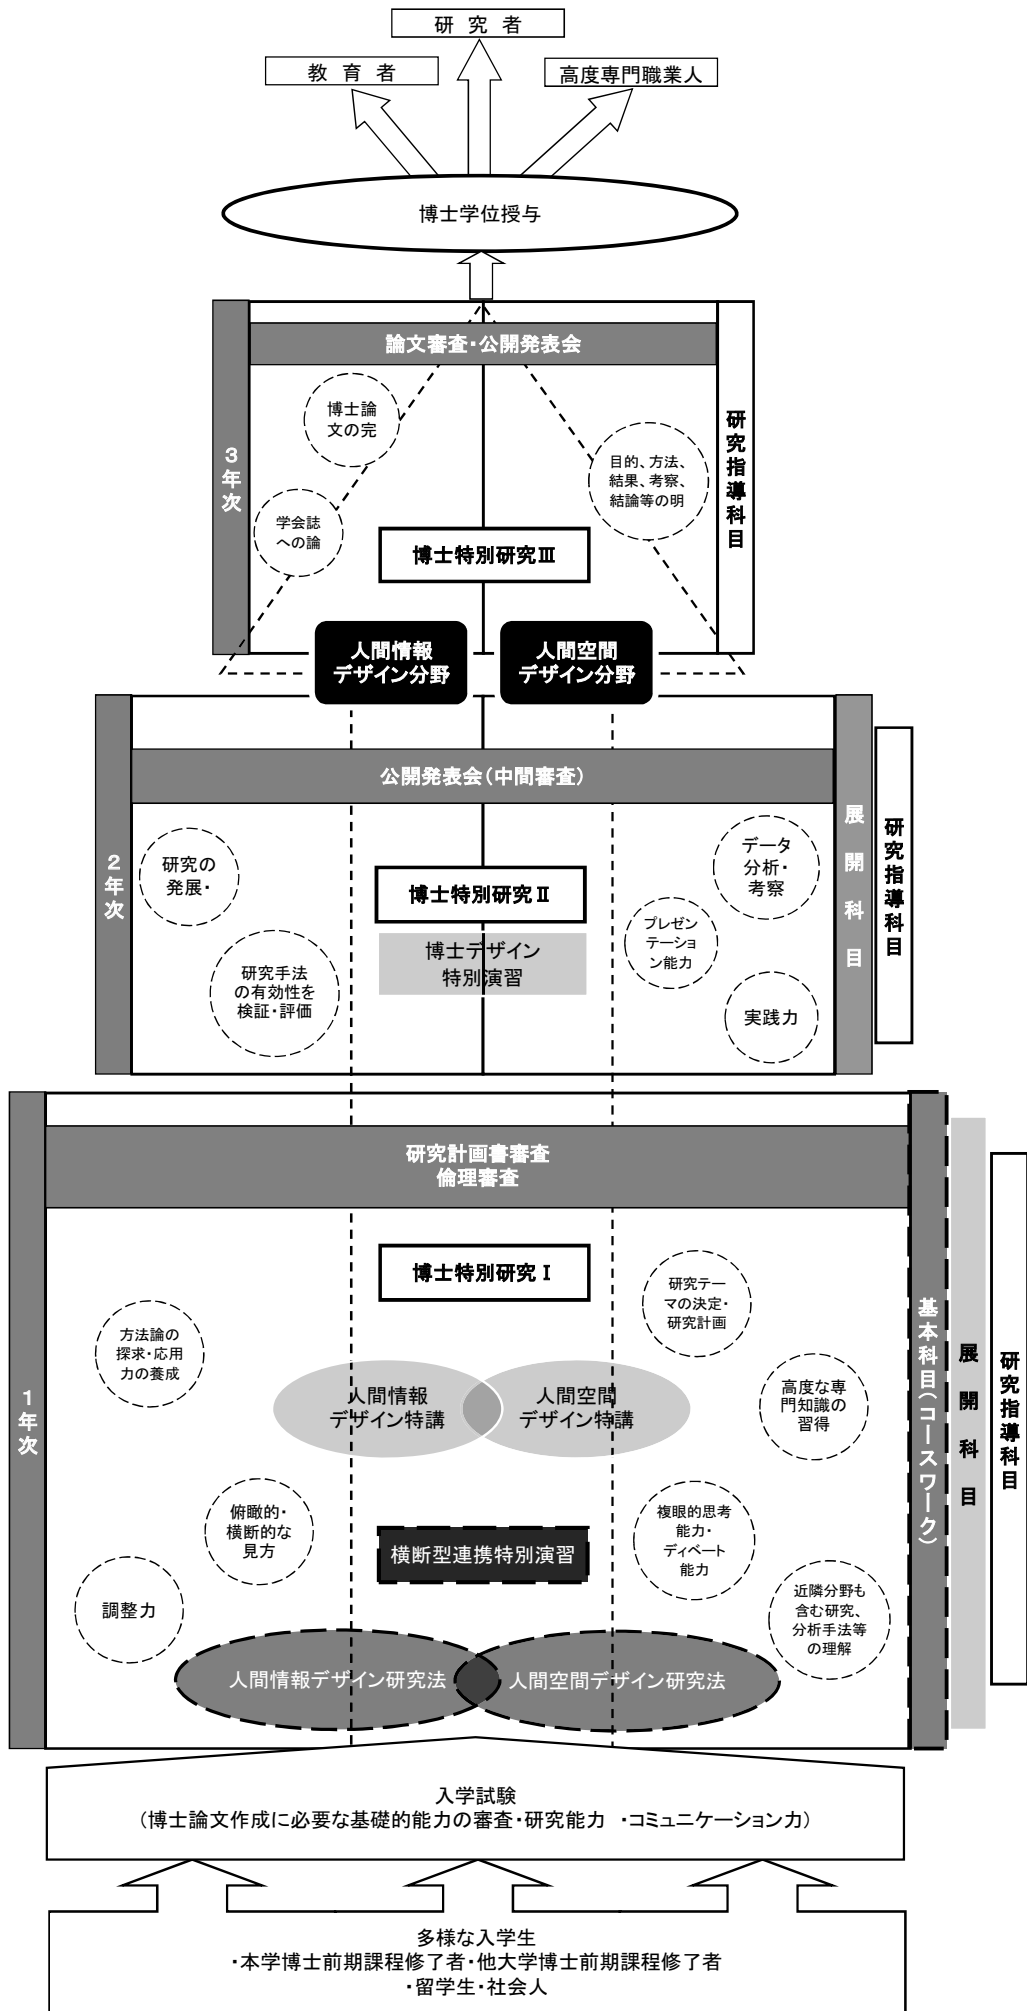 研 究 者
教 育 者
高度専門職業人
博士学位授与
3年次
論文審査・公開発表会
研究指導科目
博士論
文の完
目的、方法、
結果、考察、
結論等の明
学会誌
への論
博士特別研究Ⅲ
人間情報
デザイン分野
人間空間
デザイン分野
2年次
公開発表会（中間審査）
展開科目
研究指導科目
研究の
発展・
データ
分析・
考察
博士特別研究Ⅱ
プレゼン
テーショ
ン能力
博士デザイン
特別演習
研究手法
の有効性を
検証・評価
実践力
1年次
研究計画書審査
倫理審査
基本科目（コースワーク）
展開科目
研究指導科目
博士特別研究Ⅰ
研究テー
マの決定・
研究計画
方法論の
探求・応用
力の養成
人間情報
デザイン特講
人間空間
デザイン特講
高度な専
門知識の
習得
俯瞰的・
横断的な
見方
横断型連携特別演習
複眼的思考
能力・
ディベート
能力
調整力
近隣分野も
含む研究、
分析手法等
の理解
人間情報デザイン研究法
人間空間デザイン研究法
入学試験
（博士論文作成に必要な基礎的能力の審査・研究能力 ・コミュニケーション力）
多様な入学生
・本学博士前期課程修了者・他大学博士前期課程修了者
・留学生・社会人